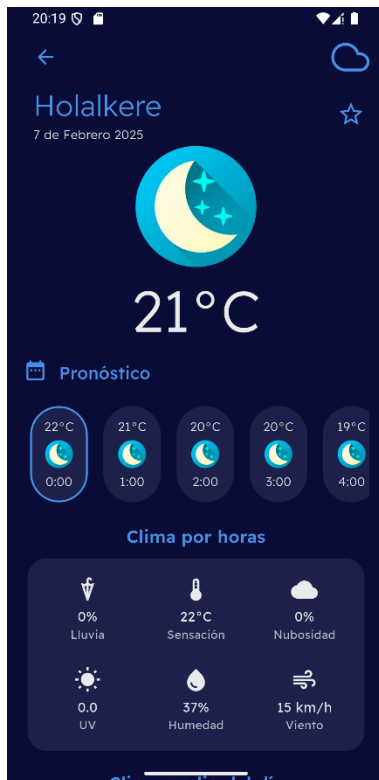 20:19
Holalkere
7 de Febrero 2025
21°C
Pronóstico
22°C 21°C 20°C 20°C 19°C
0:00 1:00 2:00 3:00 4:00
Clima por horas
0% 22°C 0%
Lluvia Sensación Nubosidad
0.0 37% 15 km/h
UV Humedad Viento